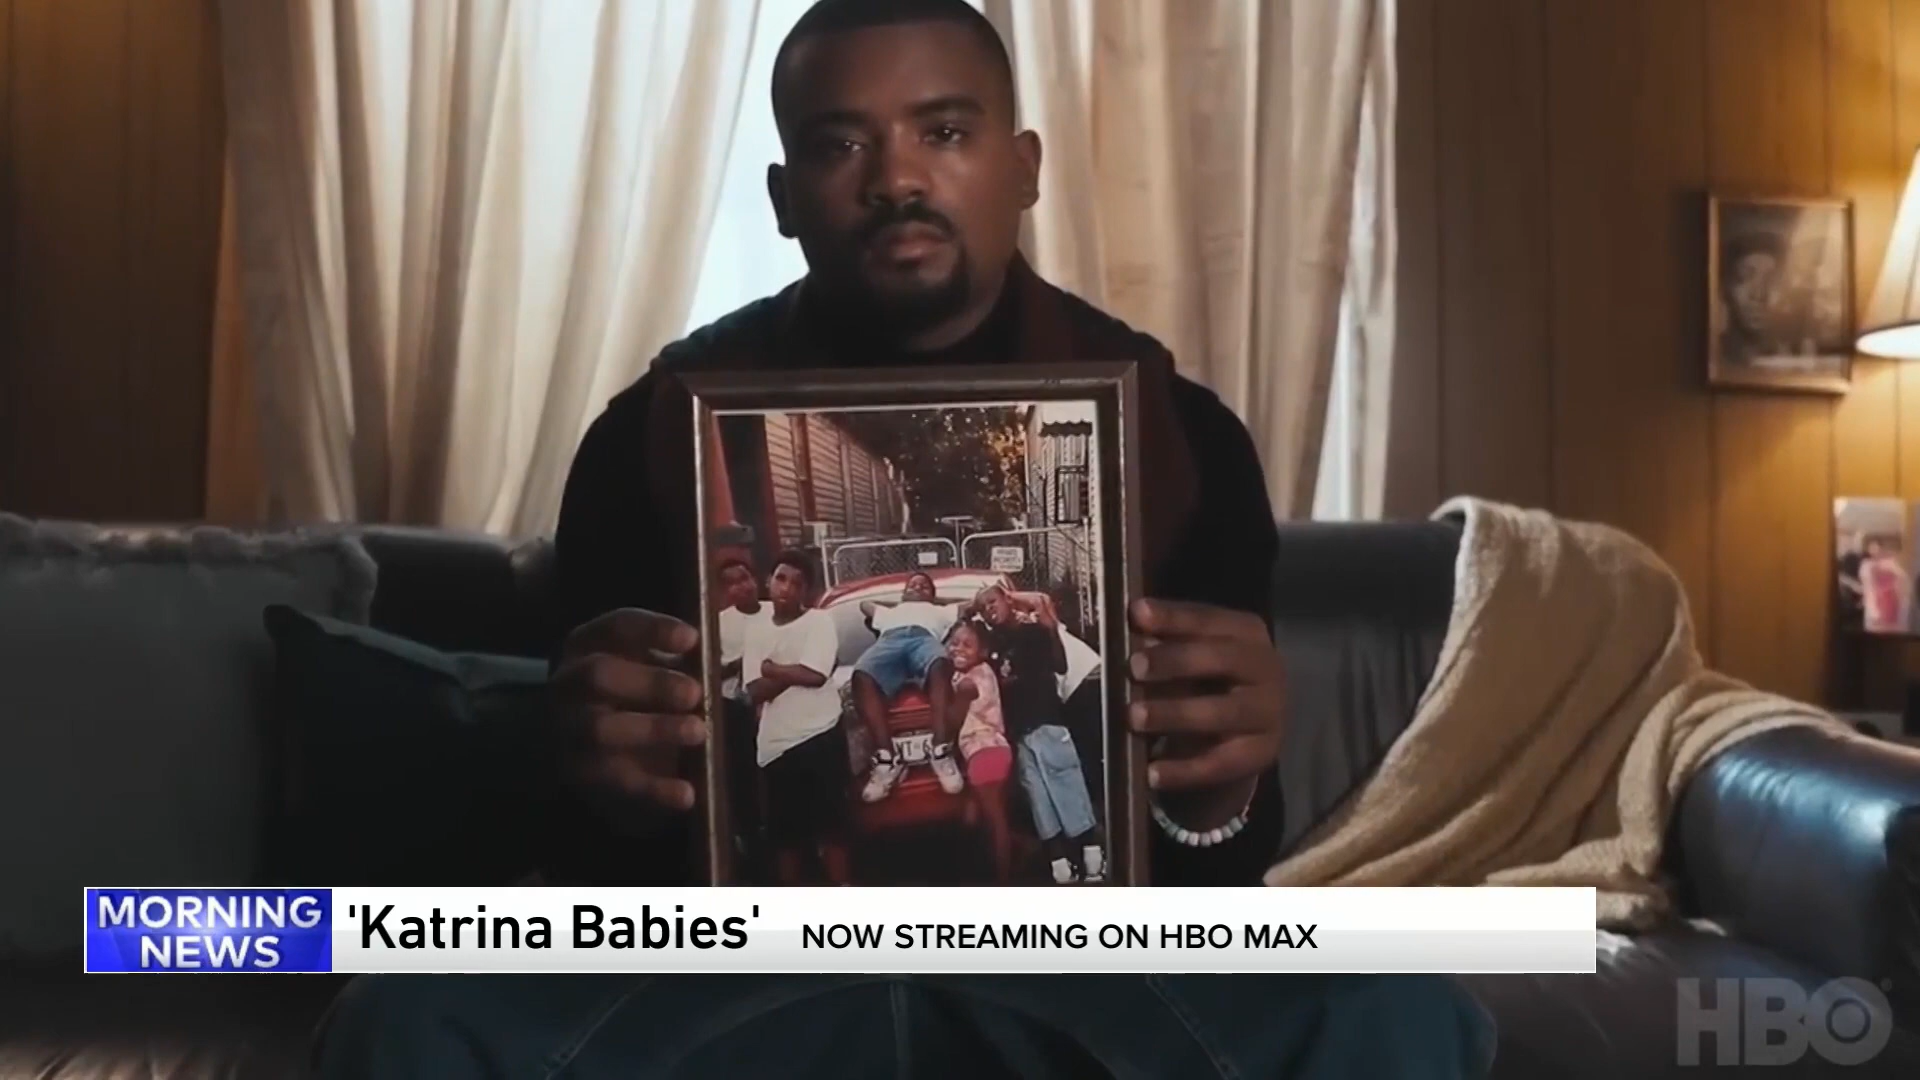 MORNING
NEWS
'Katrina Babies' NOW STREAMING ON HBO MAX
HBO